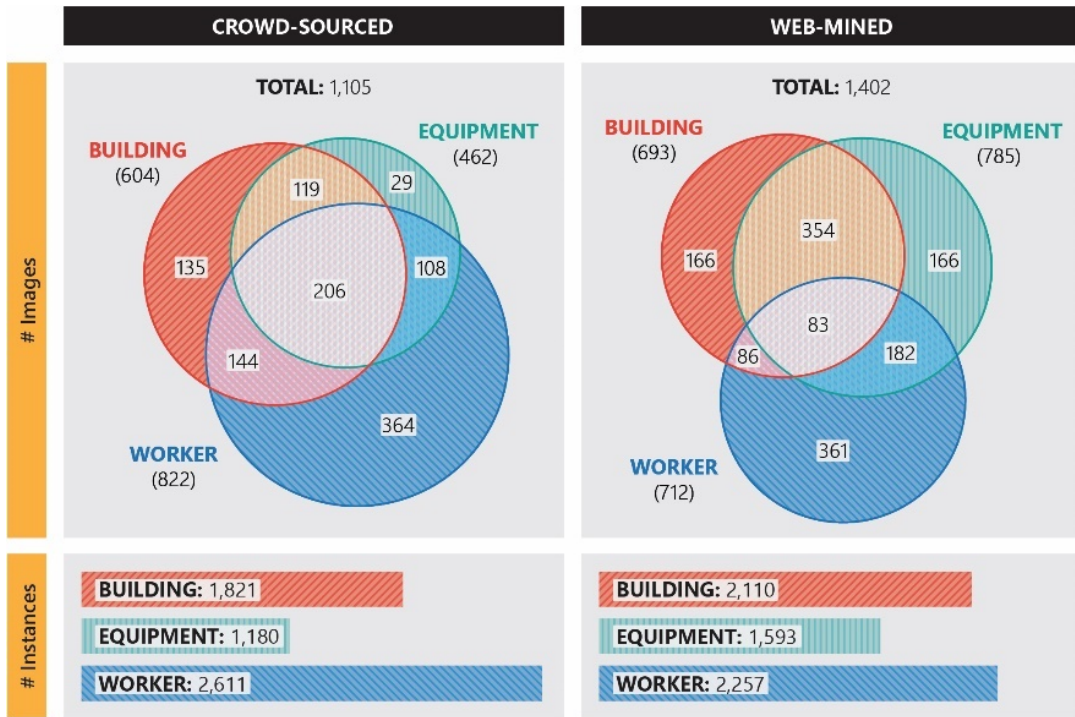 CROWD-SOURCED
WEB-MINED
# Images
TOTAL: 1,105
BUILDING
(604)
EQUIPMENT
(462)
119
29
135
108
206
144
364
WORKER
(822)
TOTAL: 1,402
BUILDING
(693)
EQUIPMENT
(785)
354
166
166
83
86
182
361
WORKER
(712)
# Instances
BUILDING: 1,821
EQUIPMENT: 1,180
WORKER: 2,611
BUILDING: 2,110
EQUIPMENT: 1,593
WORKER: 2,257